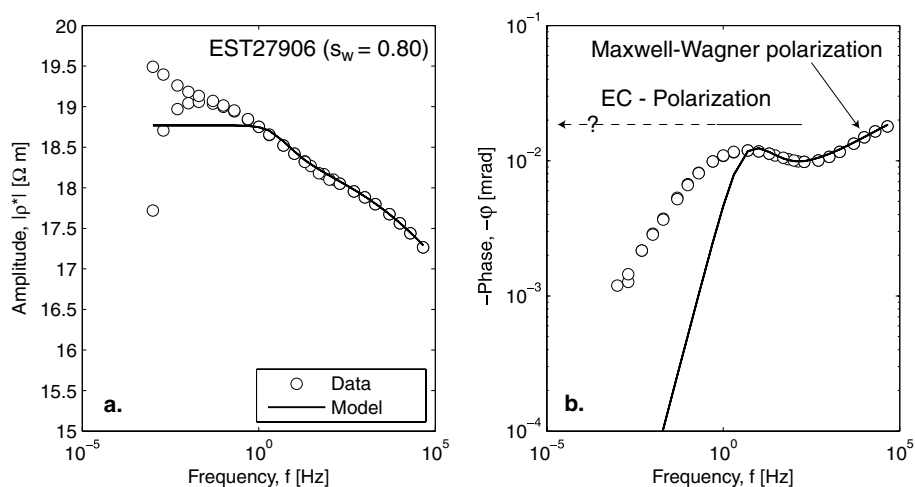 20
19.5
19
18.5
18
17.5
17
16.5
16
15.5
15
Amplitude, |ρ*| [Ω m]
EST27906 (s_w = 0.80)
Data
Model
a.
10^-5
10^0
10^5
Frequency, f [Hz]
10^-1
10^-2
10^-3
10^-4
−Phase, −φ [mrad]
Maxwell-Wagner polarization
EC - Polarization
?
b.
10^-5
10^0
10^5
Frequency, f [Hz]